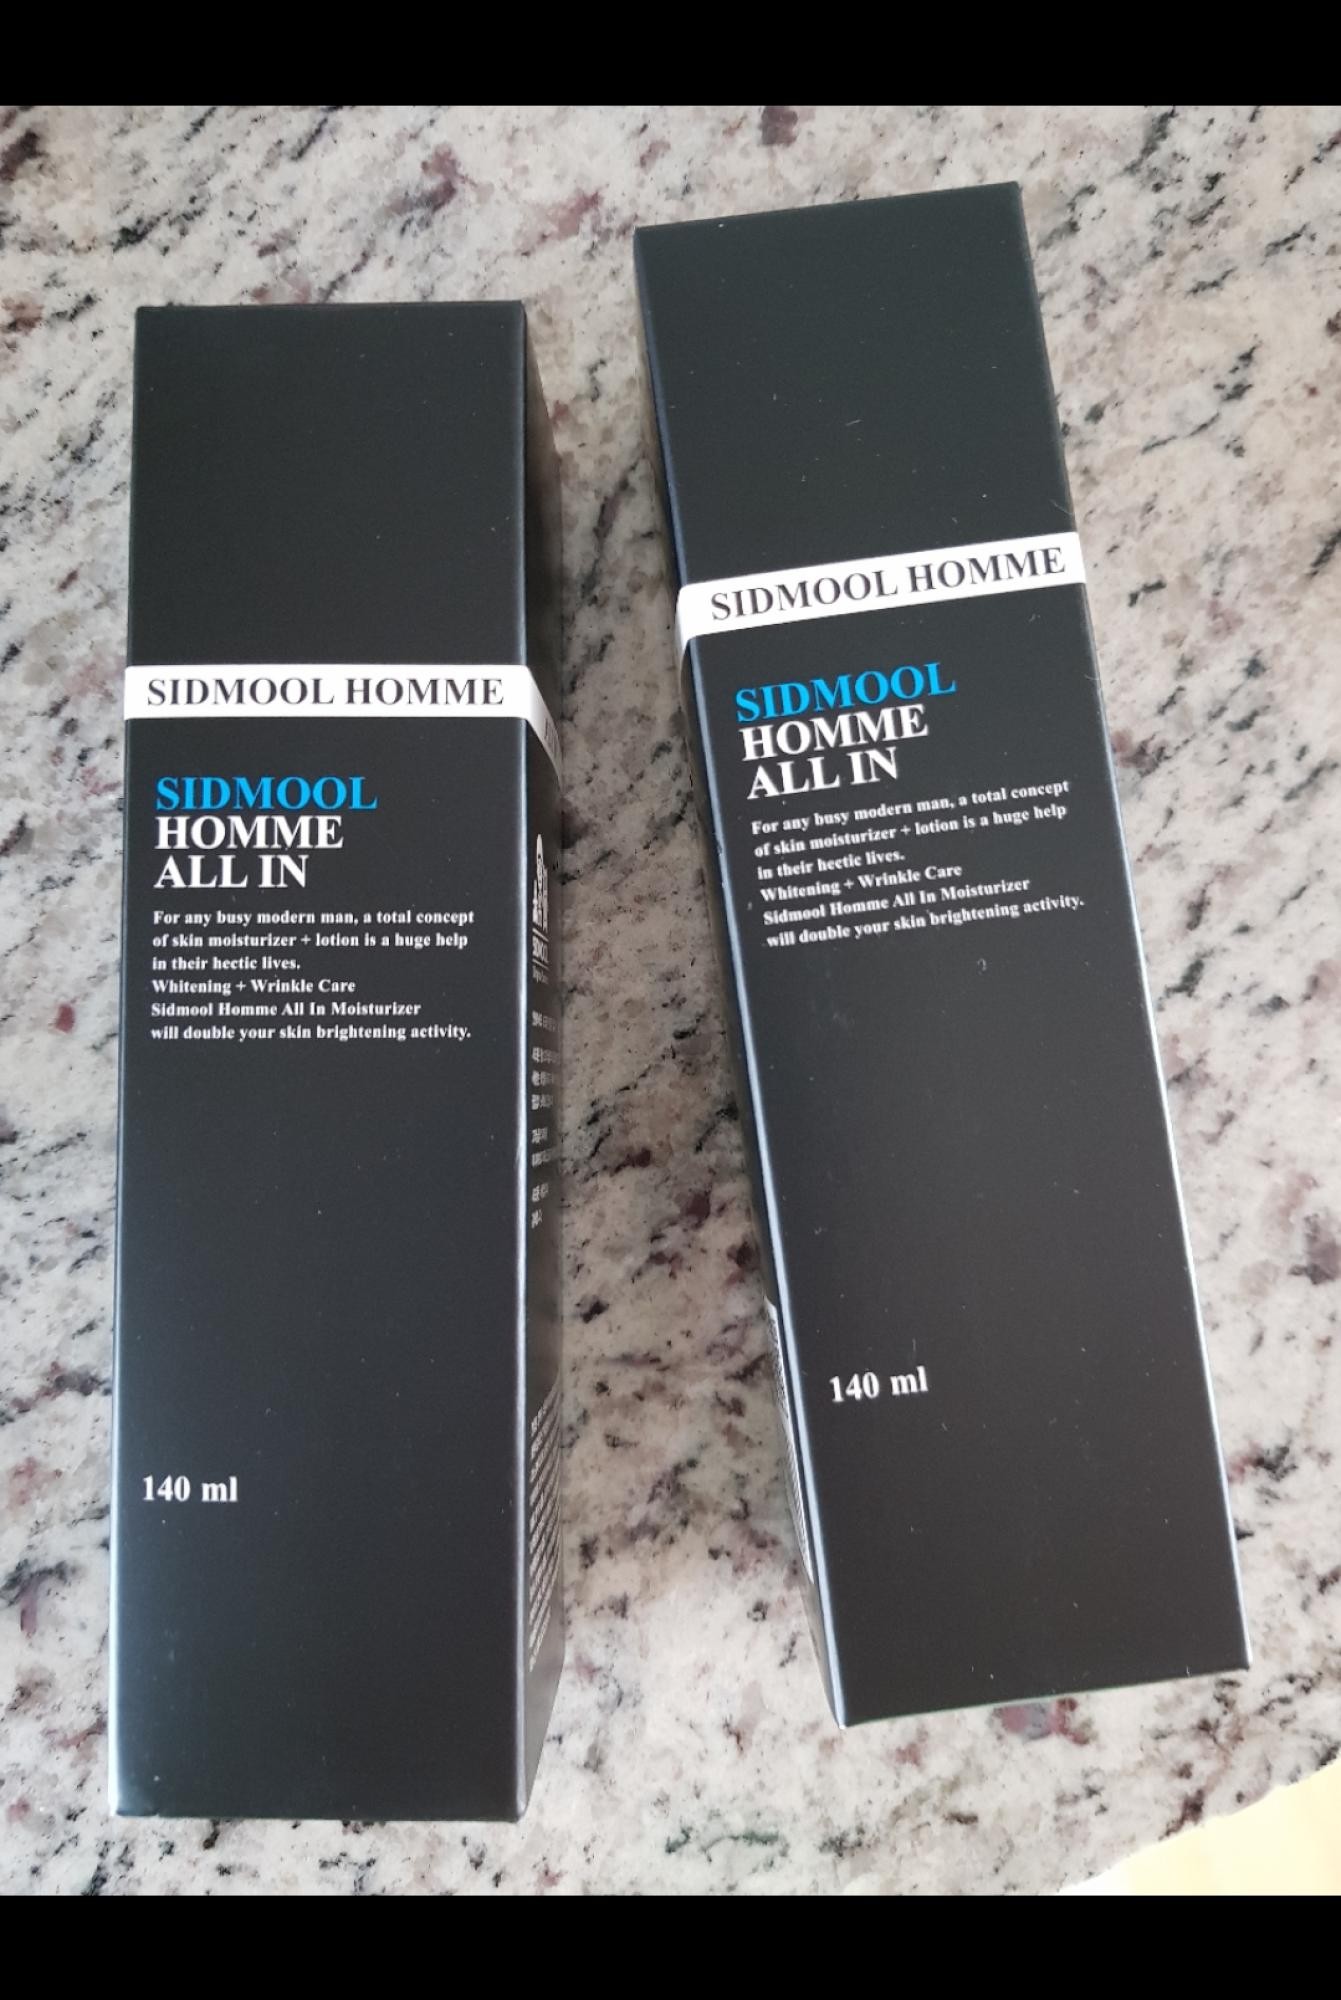 SIDMOOL HOMME
SIDMOOL
HOMME
ALL IN
For any busy modern man, a total concept
of skin moisturizer + lotion is a huge help
in their hectic lives.
Whitening + Wrinkle Care
Sidmool Homme All In Moisturizer
will double your skin brightening activity.
140 ml
SIDMOOL HOMME
SIDMOOL
HOMME
ALL IN
For any busy modern man, a total concept
of skin moisturizer + lotion is a huge help
in their hectic lives.
Whitening + Wrinkle Care
Sidmool Homme All In Moisturizer
will double your skin brightening activity.
140 ml